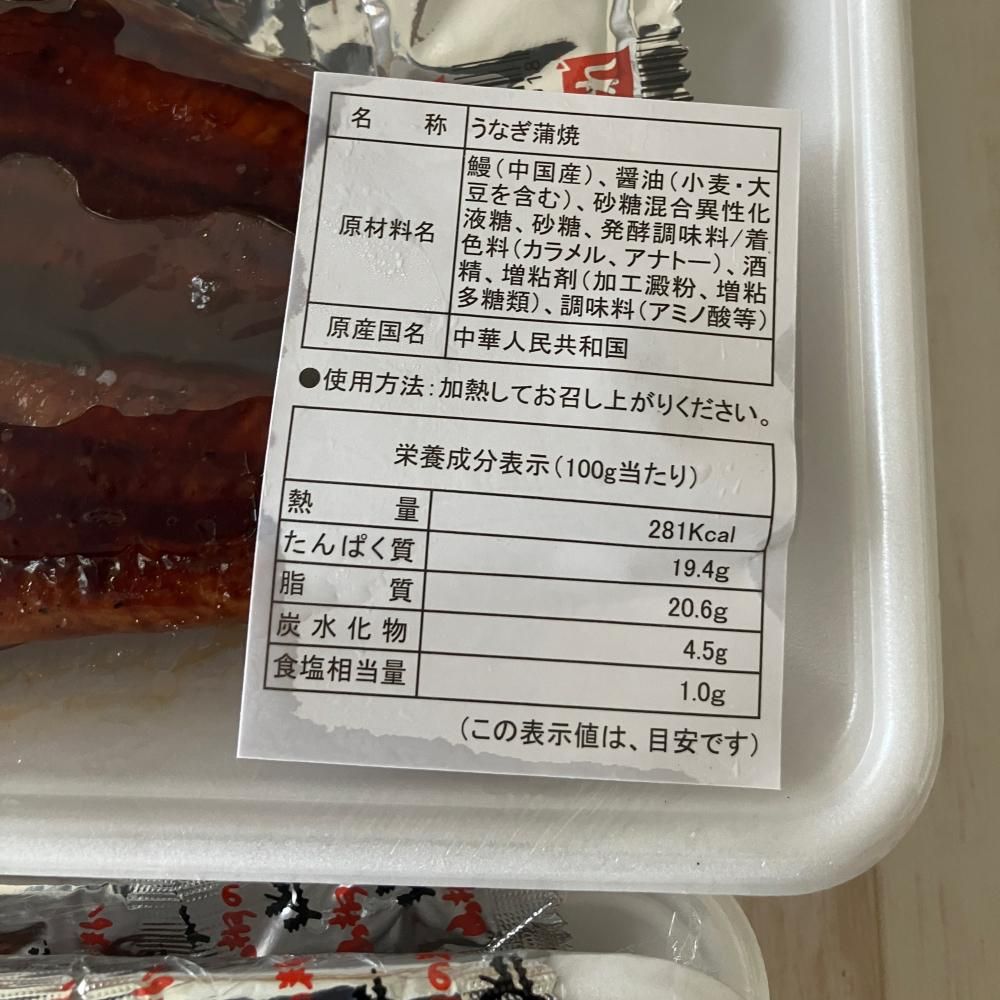 名称 うなぎ蒲焼
原材料名
鰻(中国産)、醤油(小麦・大
豆を含む)、砂糖混合異性化
液糖、砂糖、発酵調味料/着
色料(カラメル、アナトー)、酒
精、増粘剤(加工澱粉、増粘
多糖類)、調味料(アミノ酸等)
原産国名 中華人民共和国
●使用方法:加熱してお召し上がりください。
栄養成分表示(100g当たり)
熱量 281Kcal
たんぱく質 19.4g
脂質 20.6g
炭水化物 4.5g
食塩相当量 1.0g
(この表示値は、目安です)